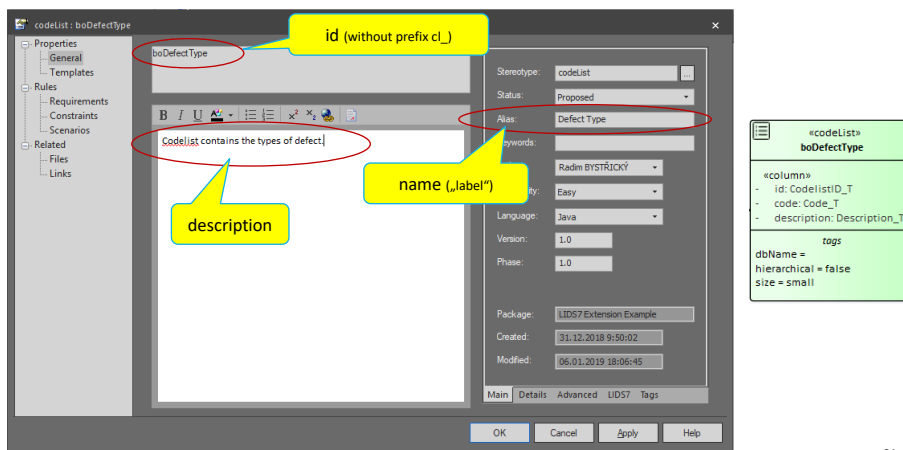 codeList : boDefectType
Properties
General
Templates
Rules
Requirements
Constraints
Scenarios
Related
Files
Links
boDefectType
id (without prefix cl_)
B I U
x² x₂
Codelist contains the types of defect.
description
name („label“)
Stereotype: codeList ...
Status: Proposed
Alias: Defect Type
Radim BYSTŘICKÝ
Easy
Language: Java
Version: 1.0
Phase: 1.0
Package: LIDS7 Extension Example
Created: 31.12.2018 9:50:02
Modified: 06.01.2019 18:06:45
Main Details Advanced LIDS7 Tags
OK Cancel Apply Help
«codeList»
boDefectType
«column»
- id: CodelistID_T
- code: Code_T
- description: Description_T
tags
dbName =
hierarchical = false
size = small